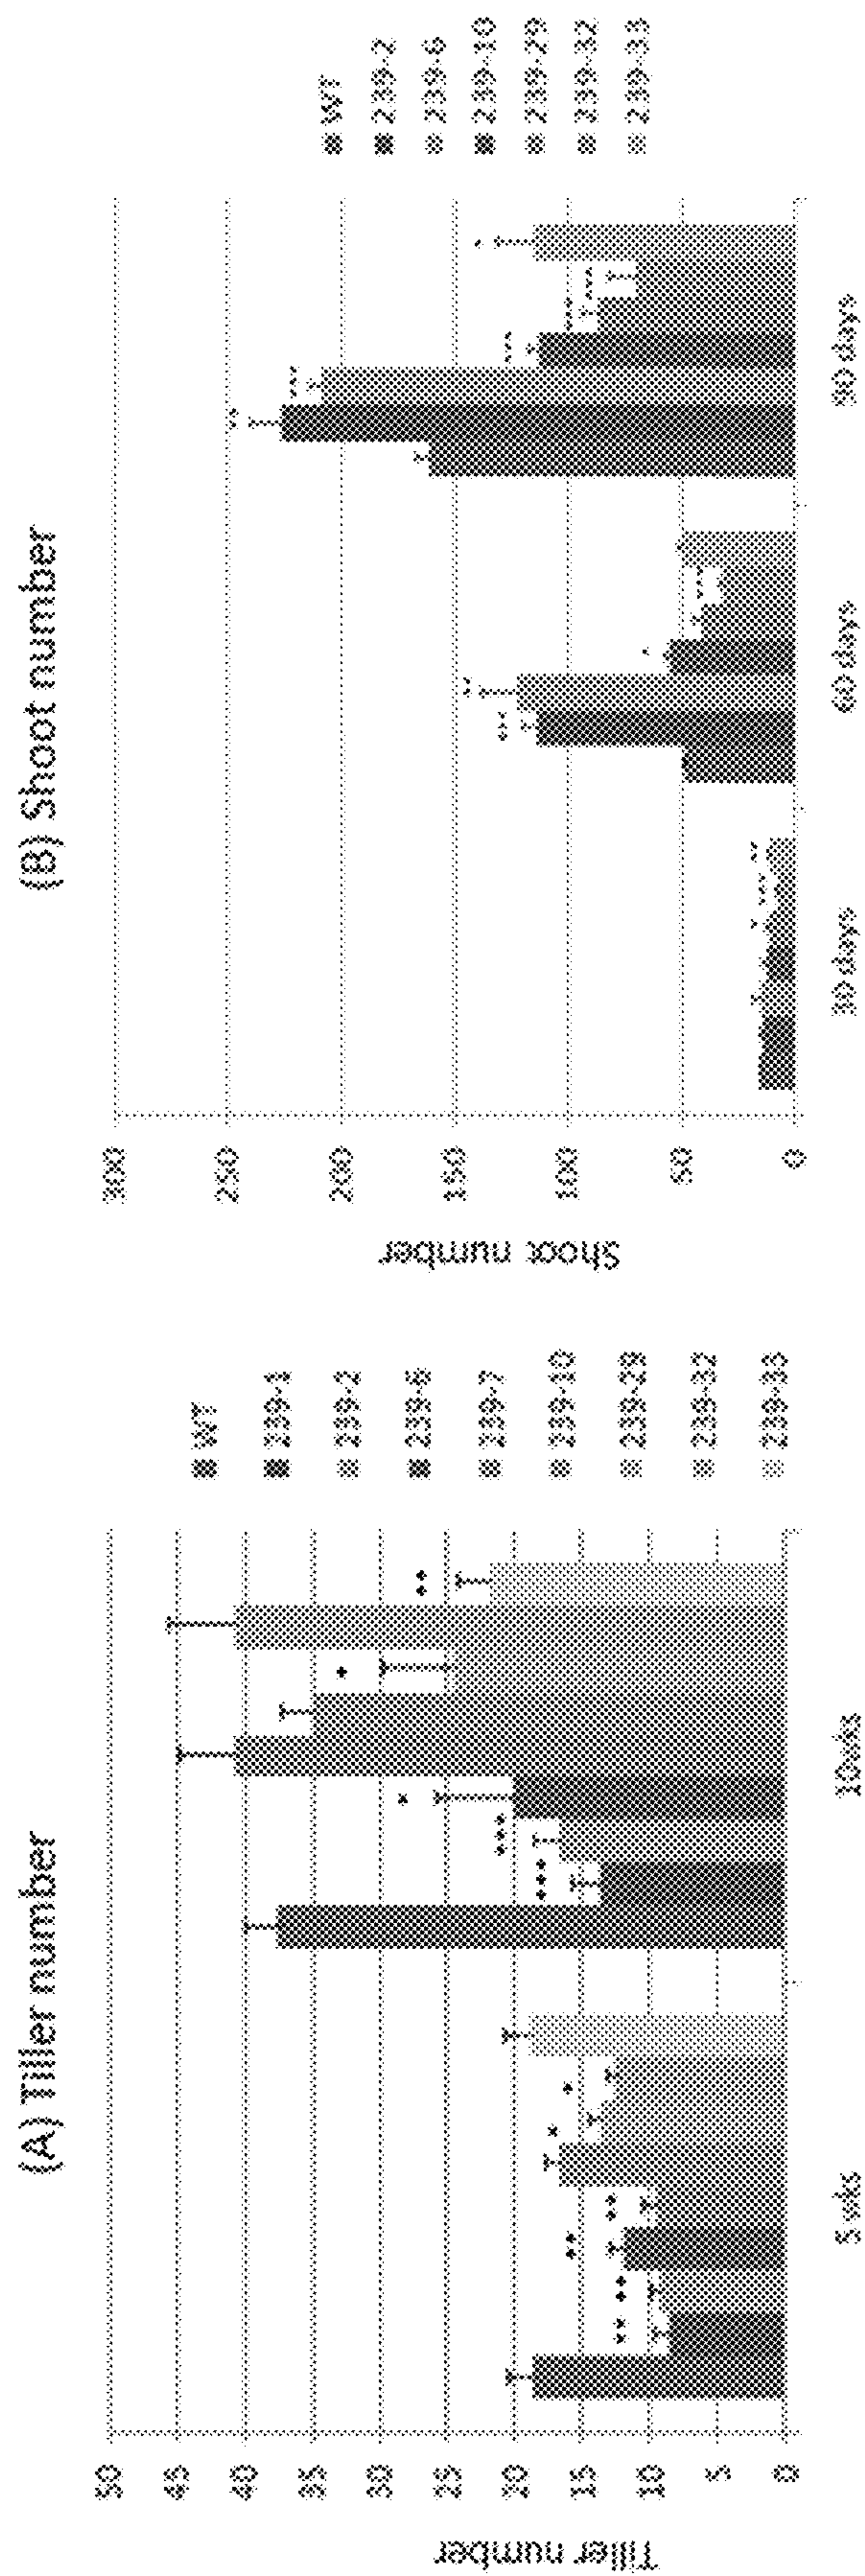 (A) Tiller number
Tiller number
50
45
40
35
30
25
20
15
10
5
0
5 wks
10wks
WT
239-1
239-2
239-6
239-7
239-10
239-29
239-32
239-33
(B) Shoot number
Shoot number
300
250
200
150
100
50
0
30 days
60 days
90 days
WT
239-2
239-6
239-10
239-29
239-32
239-33